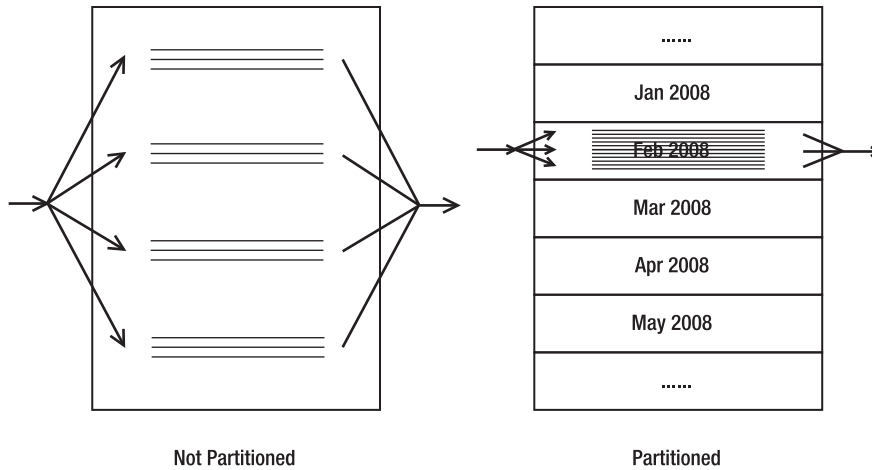 ......
Jan 2008
Feb 2008
Mar 2008
Apr 2008
May 2008
......
Not Partitioned
Partitioned